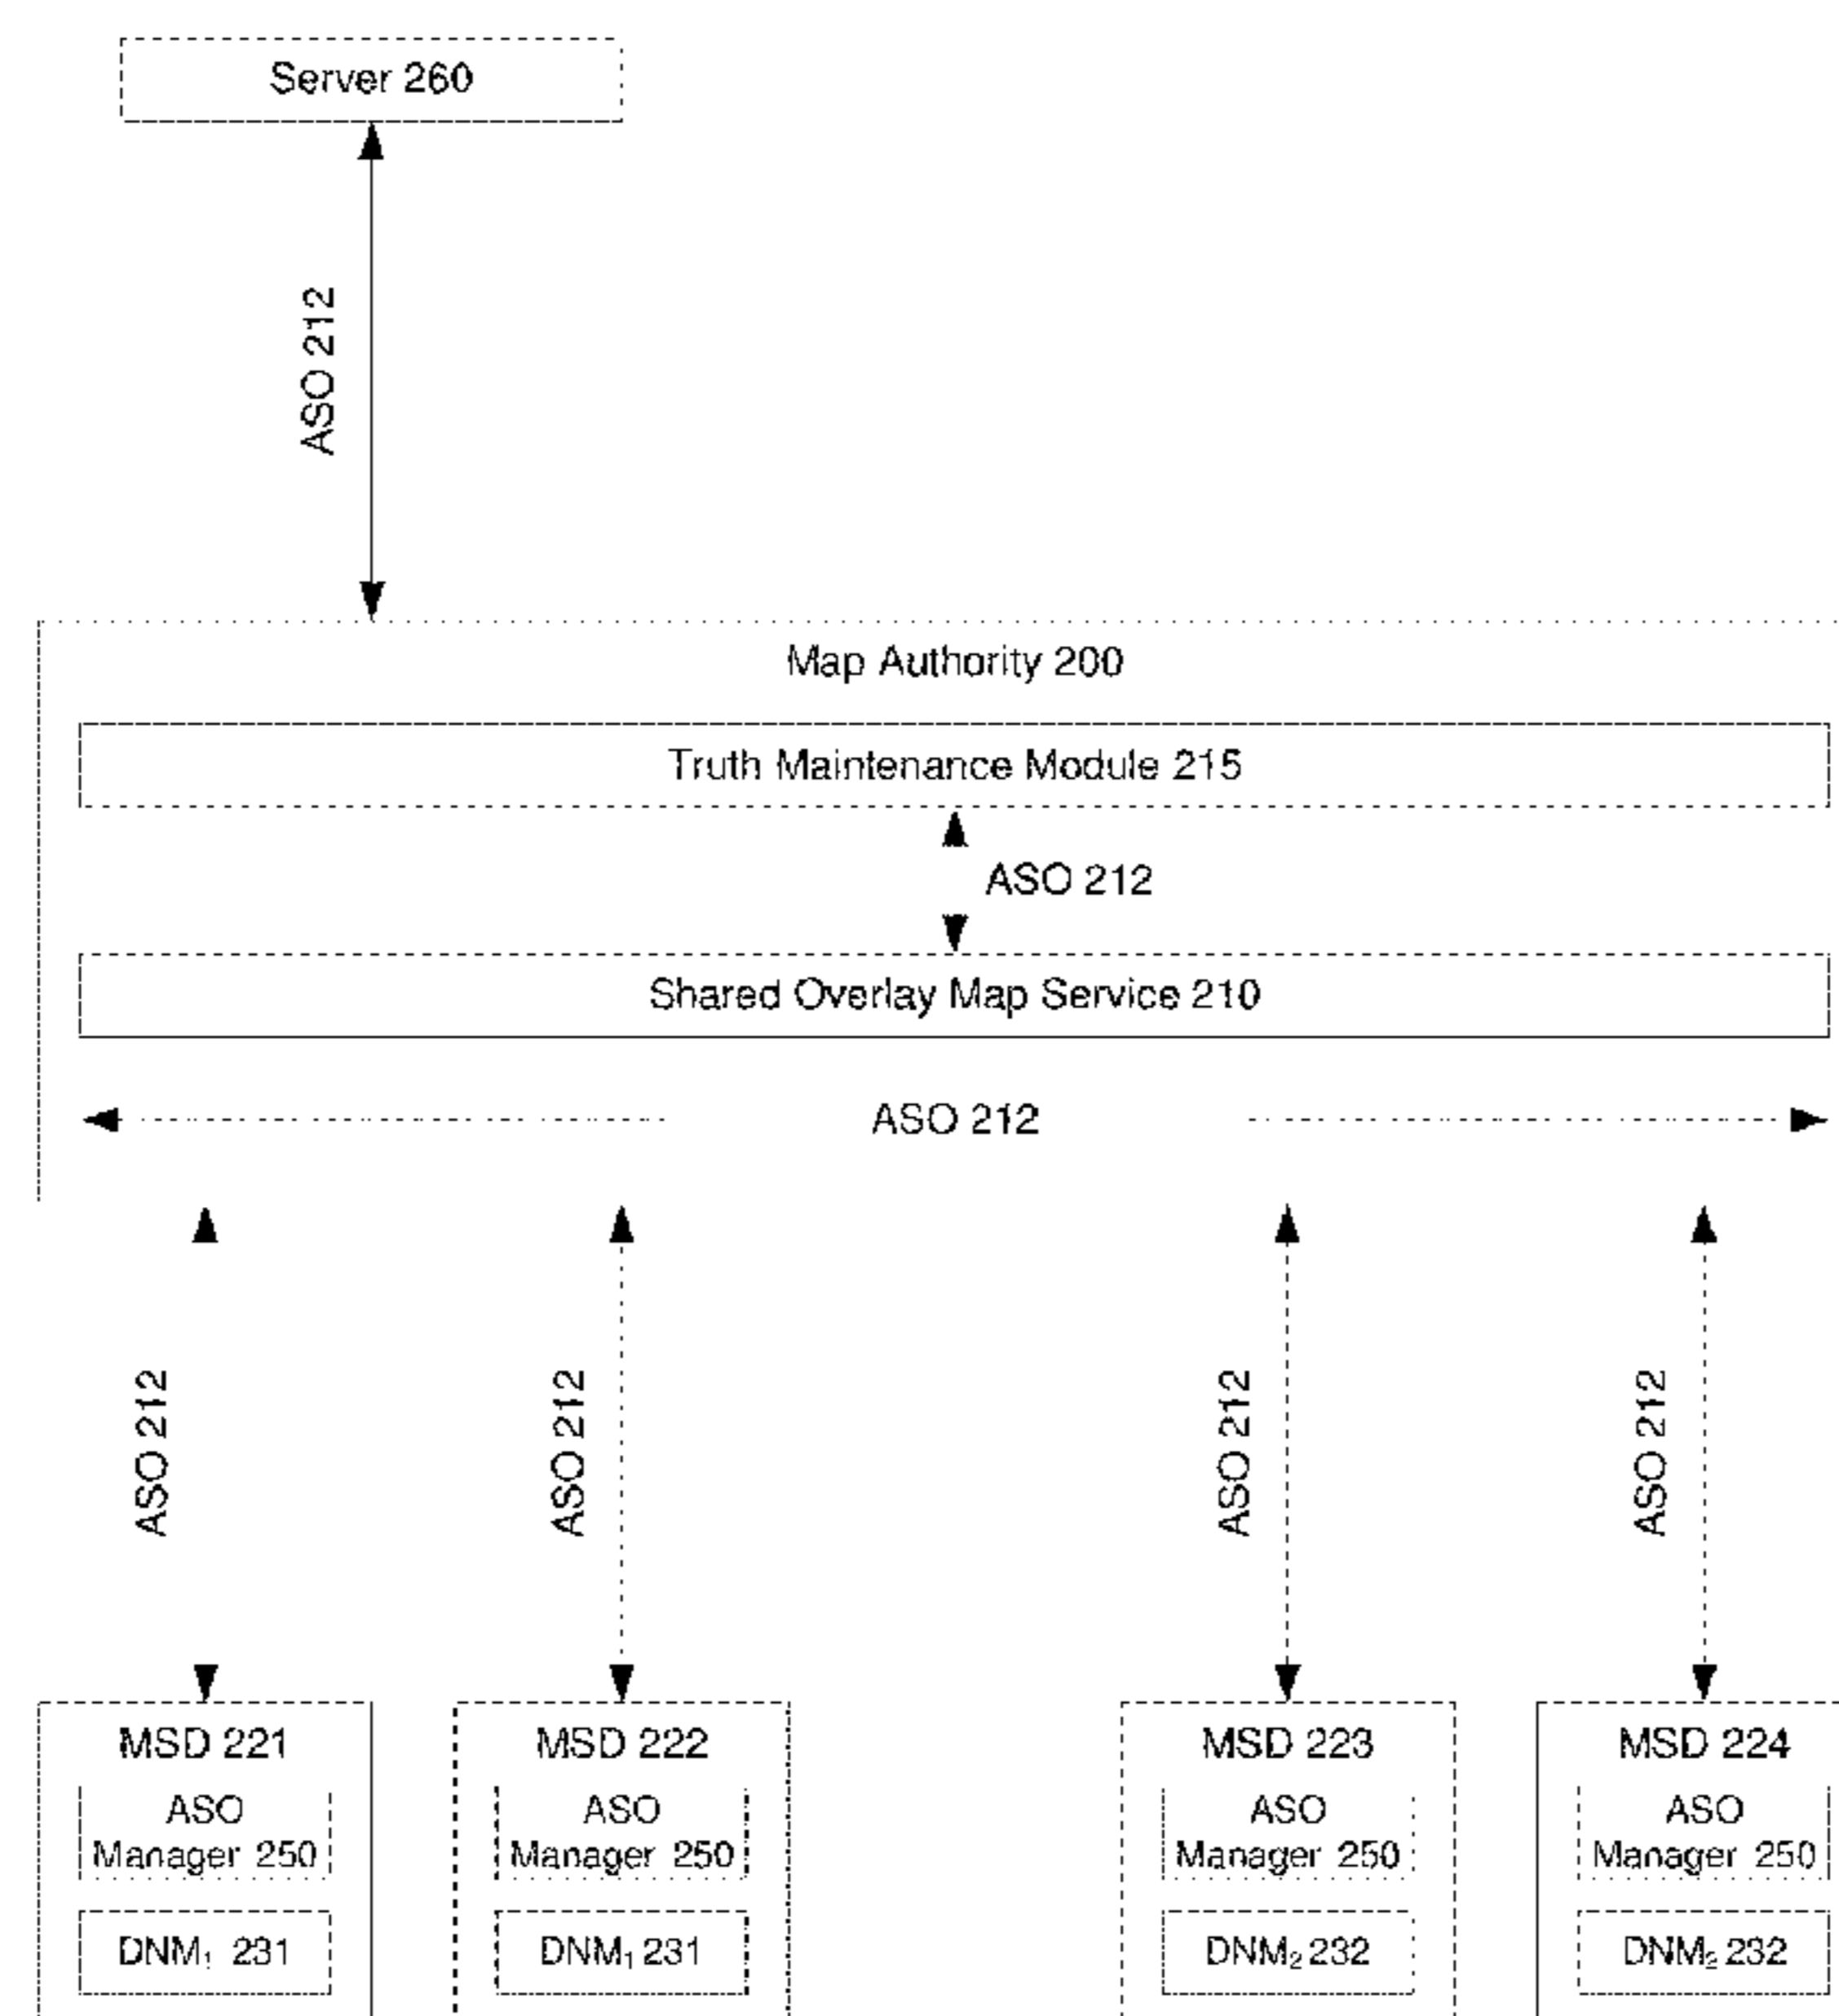 Server 260
ASO 212
Map Authority 200
Truth Maintenance Module 215
ASO 212
Shared Overlay Map Service 210
ASO 212
ASO 212
ASO 212
ASO 212
ASO 212
MSD 221
ASO
Manager 250
DNM₁ 231
MSD 222
ASO
Manager 250
DNM₁ 231
MSD 223
ASO
Manager 250
DNM₂ 232
MSD 224
ASO
Manager 250
DNM₂ 232